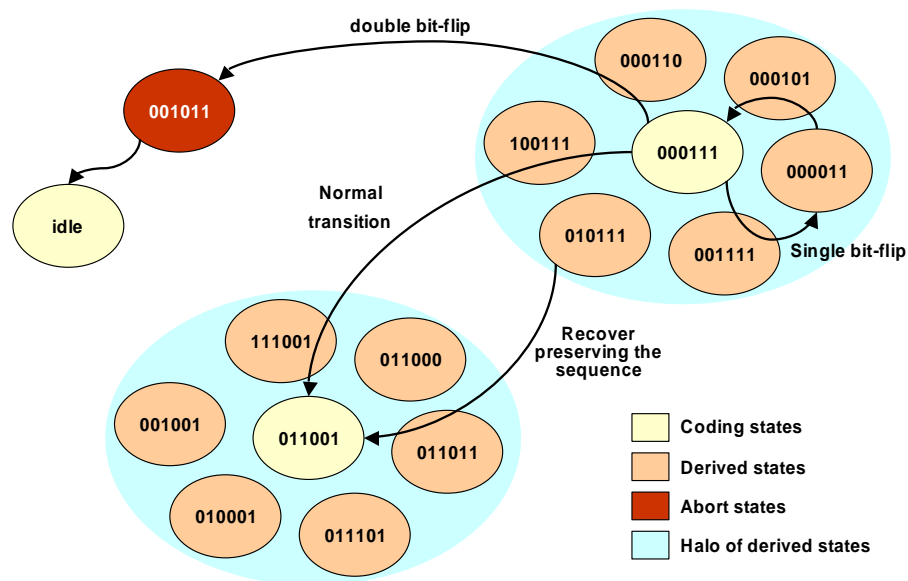 double bit-flip
000110
000101
001011
100111
000111
000011
idle
Normal
transition
010111
001111
Single bit-flip
Recover
preserving the
sequence
111001
011000
001001
011001
011011
010001
011101
Coding states
Derived states
Abort states
Halo of derived states